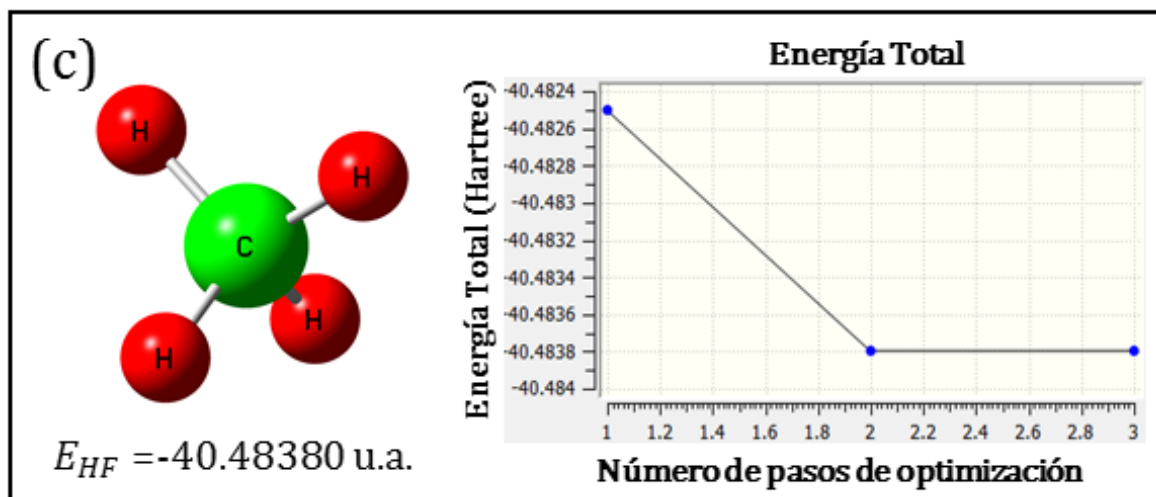 (c)
H
H
C
H
H
E_HF =-40.48380 u.a.
Energía Total
Energía Total (Hartree)
-40.4824
-40.4826
-40.4828
-40.483
-40.4832
-40.4834
-40.4836
-40.4838
-40.484
1 1.2 1.4 1.6 1.8 2 2.2 2.4 2.6 2.8 3
Número de pasos de optimización